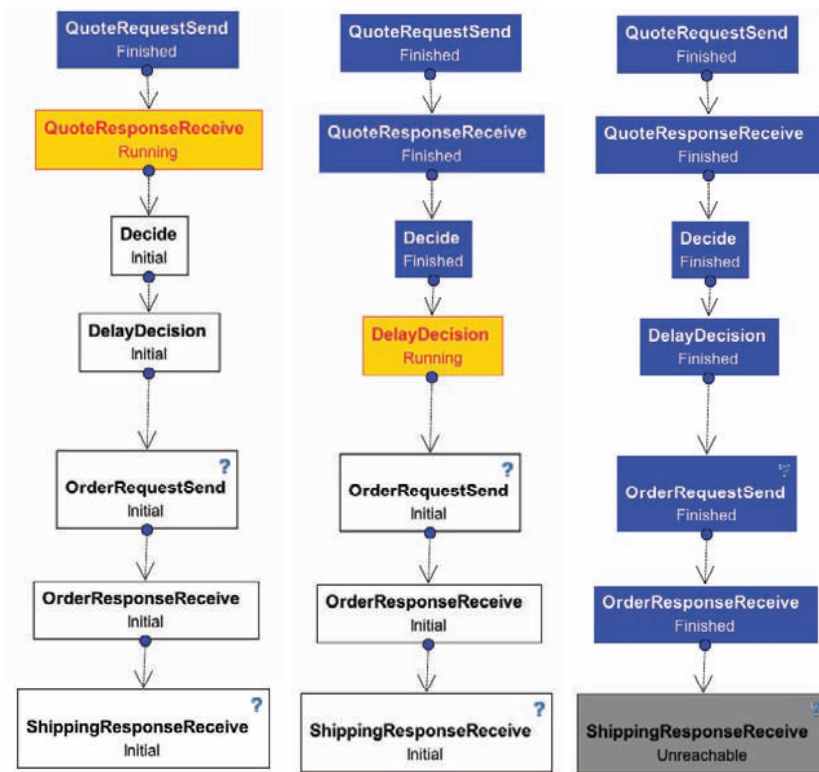 QuoteRequestSend
Finished
QuoteResponseReceive
Running
Decide
Initial
DelayDecision
Initial
?
OrderRequestSend
Initial
OrderResponseReceive
Initial
?
ShippingResponseReceive
Initial
QuoteRequestSend
Finished
QuoteResponseReceive
Finished
Decide
Finished
DelayDecision
Running
?
OrderRequestSend
Initial
OrderResponseReceive
Initial
?
ShippingResponseReceive
Initial
QuoteRequestSend
Finished
QuoteResponseReceive
Finished
Decide
Finished
DelayDecision
Finished
?
OrderRequestSend
Finished
OrderResponseReceive
Finished
?
ShippingResponseReceive
Unreachable